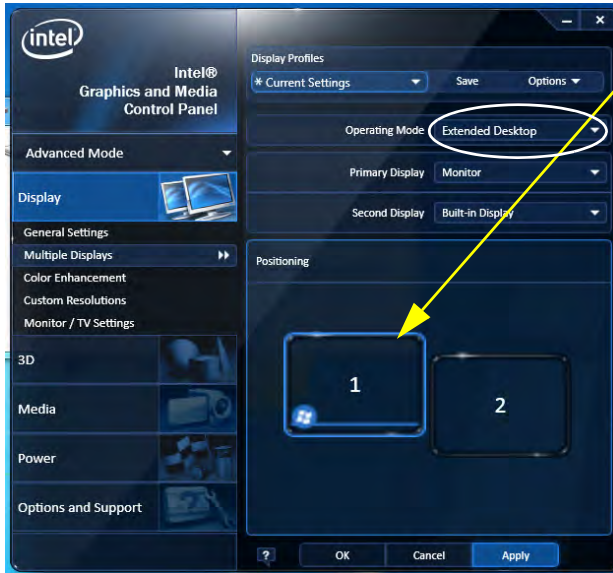 intel
Intel®
Graphics and Media
Control Panel
Advanced Mode
Display
General Settings
Multiple Displays
Color Enhancement
Custom Resolutions
Monitor / TV Settings
3D
Media
Power
Options and Support
Display Profiles
* Current Settings Save Options
Operating Mode Extended Desktop
Primary Display Monitor
Second Display Built-in Display
Positioning
1
2
? OK Cancel Apply